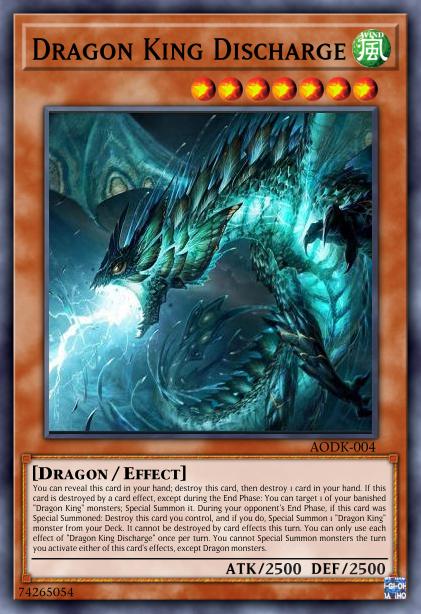 DRAGON KING DISCHARGE
WIND
風
AODK-004
[DRAGON / EFFECT]
You can reveal this card in your hand; destroy this card, then destroy 1 card in your hand. If this
card is destroyed by a card effect, except during the End Phase: You can target 1 of your banished
"Dragon King" monsters; Special Summon it. During your opponent's End Phase, if this card was
Special Summoned: Destroy this card you control, and if you do, Special Summon 1 "Dragon King"
monster from your Deck. It cannot be destroyed by card effects this turn. You can only use each
effect of "Dragon King Discharge" once per turn. You cannot Special Summon monsters the turn
you activate either of this card's effects, except Dragon monsters.
ATK/2500 DEF/2500
74265054